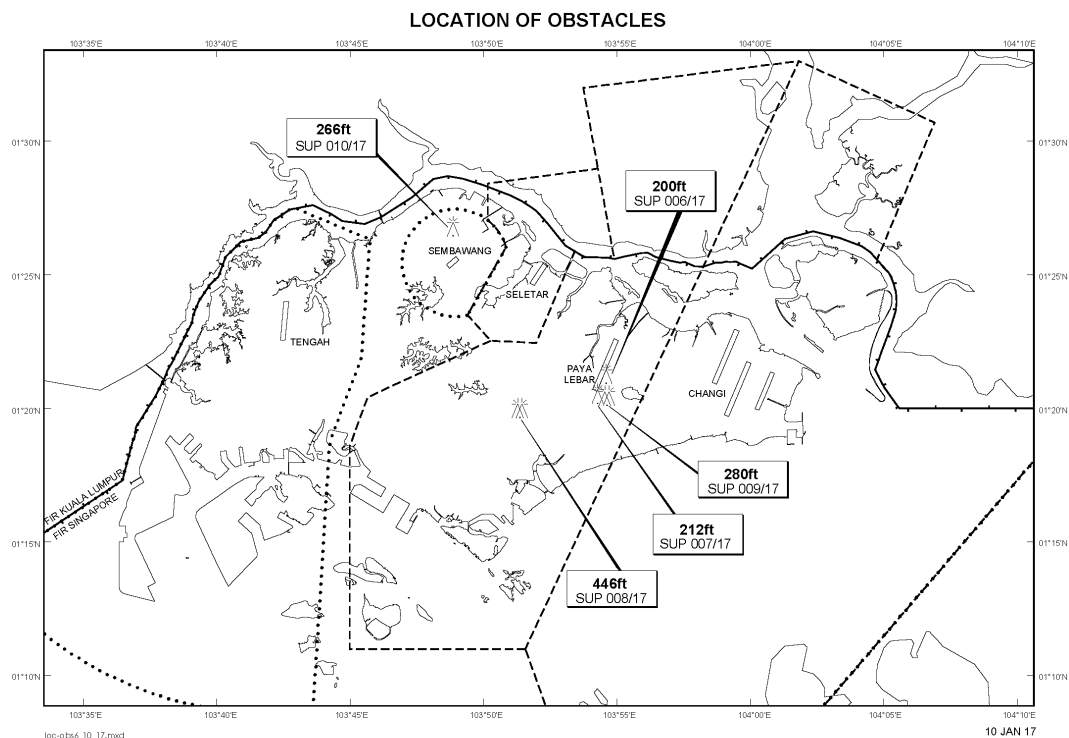 LOCATION OF OBSTACLES
103°35'E 103°40'E 103°45'E 103°50'E 103°55'E 104°00'E 104°05'E 104°10'E
266ft
SUP 010/17
01°30'N 01°30'N
200ft
SUP 006/17
SEMBAWANG
01°25'N 01°25'N
SELETAR
TENGAH
PAYA
LEBAR
CHANGI
01°20'N 01°20'N
280ft
SUP 009/17
FIR KUALA LUMPUR
FIR SINGAPORE
212ft
SUP 007/17
01°15'N 01°15'N
446ft
SUP 008/17
01°10'N 01°10'N
103°35'E 103°40'E 103°45'E 103°50'E 103°55'E 104°00'E 104°05'E 104°10'E
loc-obs6_10_17.mxd
10 JAN 17